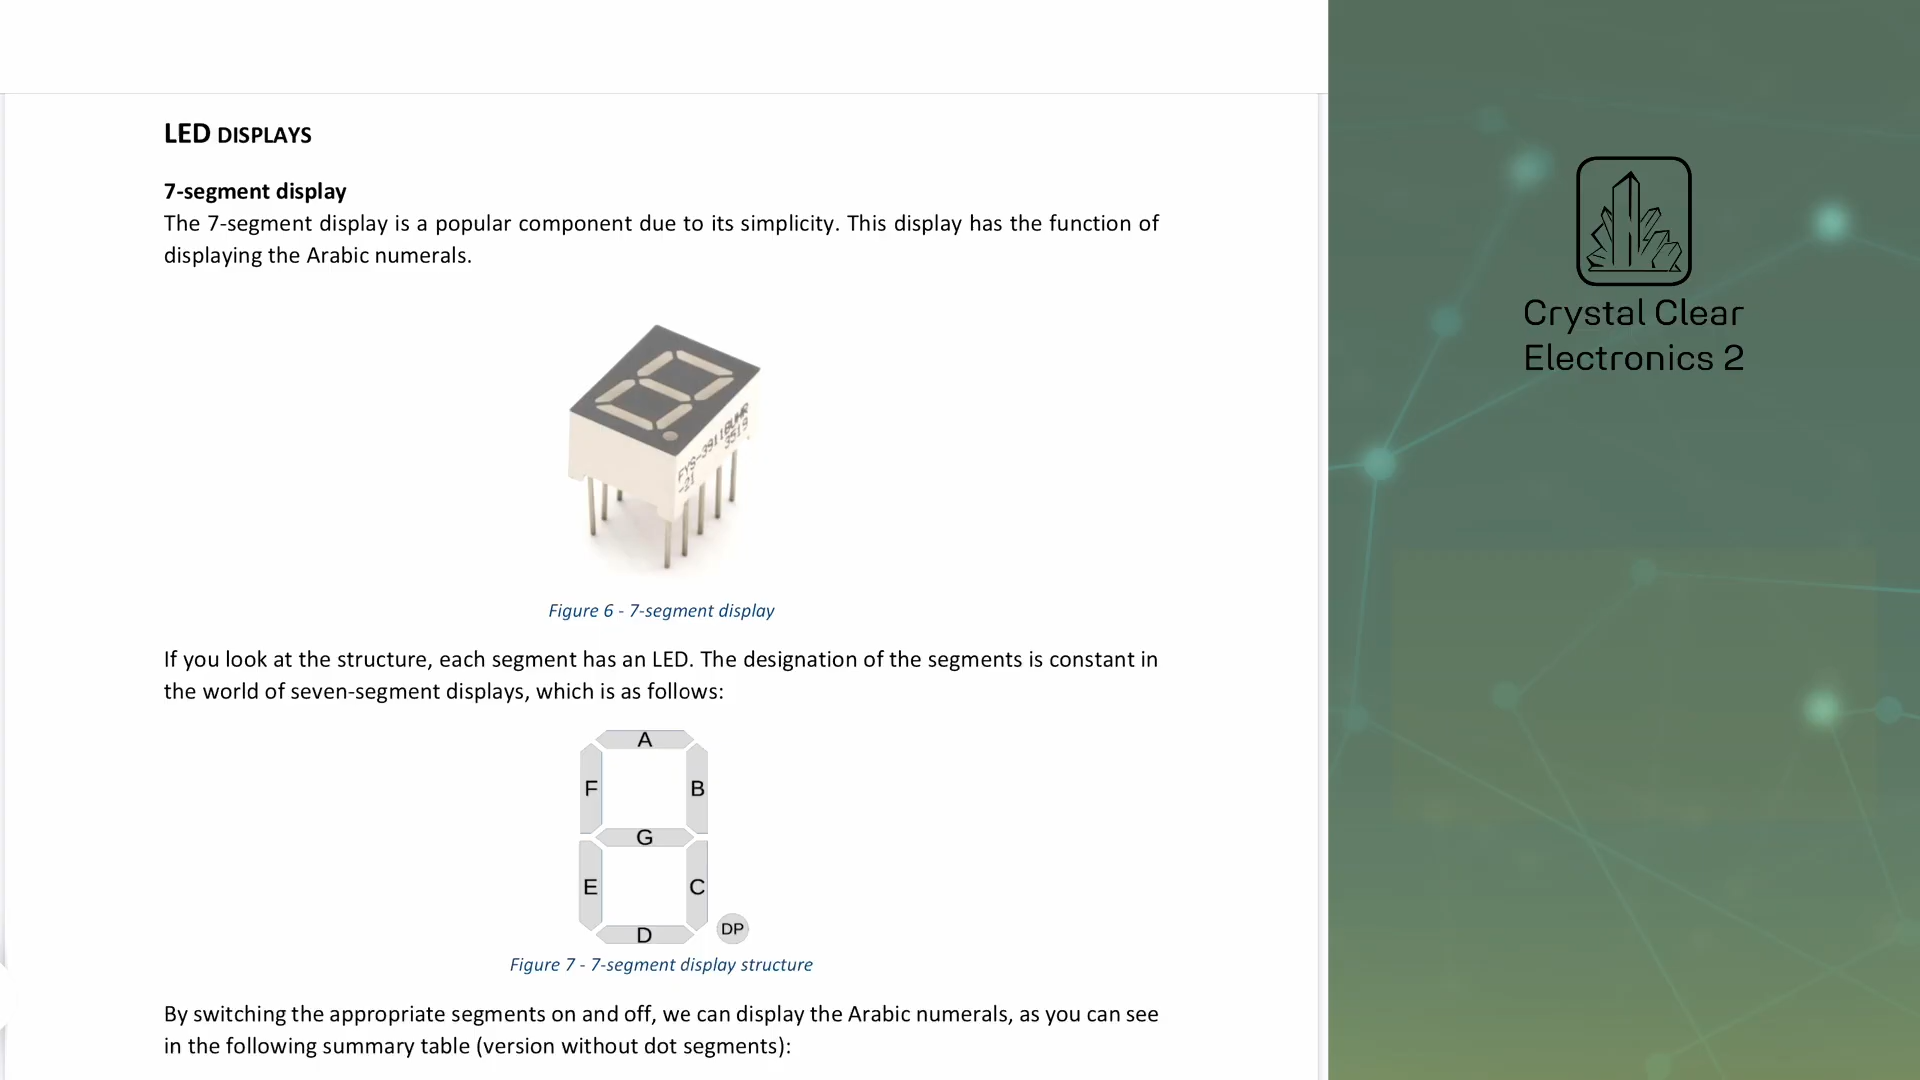 LED DISPLAYS
7-segment display
The 7-segment display is a popular component due to its simplicity. This display has the function of
displaying the Arabic numerals.
FYS-3911BUHR
-21
3519
Figure 6 - 7-segment display
If you look at the structure, each segment has an LED. The designation of the segments is constant in
the world of seven-segment displays, which is as follows:
A
F
B
G
E
C
D
DP
Figure 7 - 7-segment display structure
By switching the appropriate segments on and off, we can display the Arabic numerals, as you can see
in the following summary table (version without dot segments):
Crystal Clear
Electronics 2